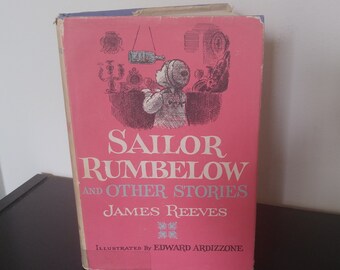 SAILOR
RUMBELOW
AND OTHER STORIES
JAMES REEVES
ILLUSTRATED BY EDWARD ARDIZZONE